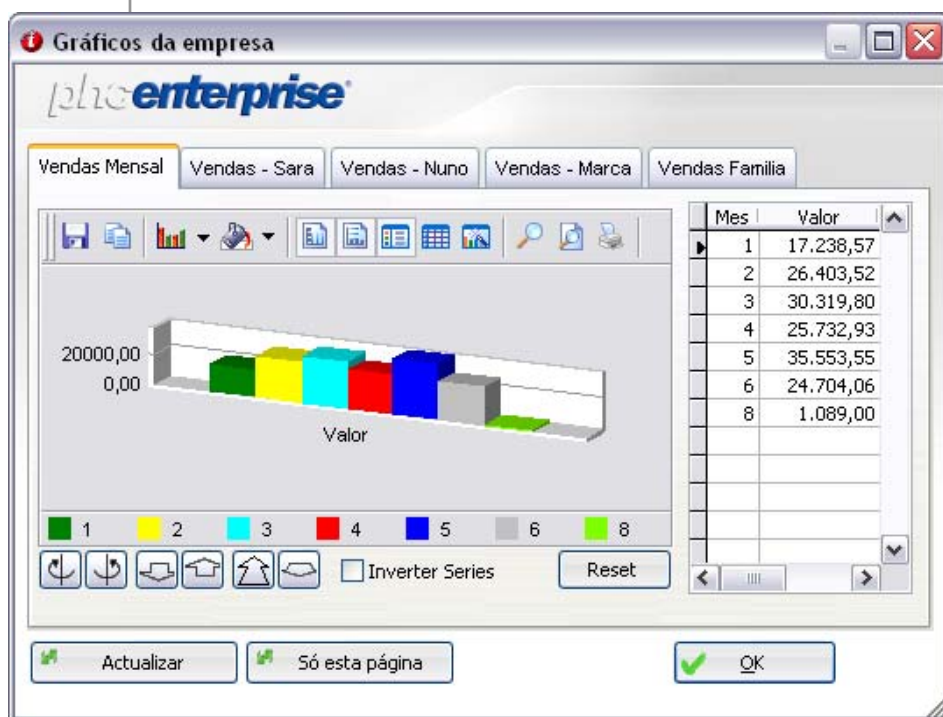 Gráficos da empresa
phc enterprise
Vendas Mensal Vendas - Sara Vendas - Nuno Vendas - Marca Vendas Familia
Mes Valor
1 17.238,57
2 26.403,52
3 30.319,80
4 25.732,93
5 35.553,55
6 24.704,06
8 1.089,00
20000,00
0,00
Valor
1 2 3 4 5 6 8
Inverter Series Reset
Actualizar Só esta página OK